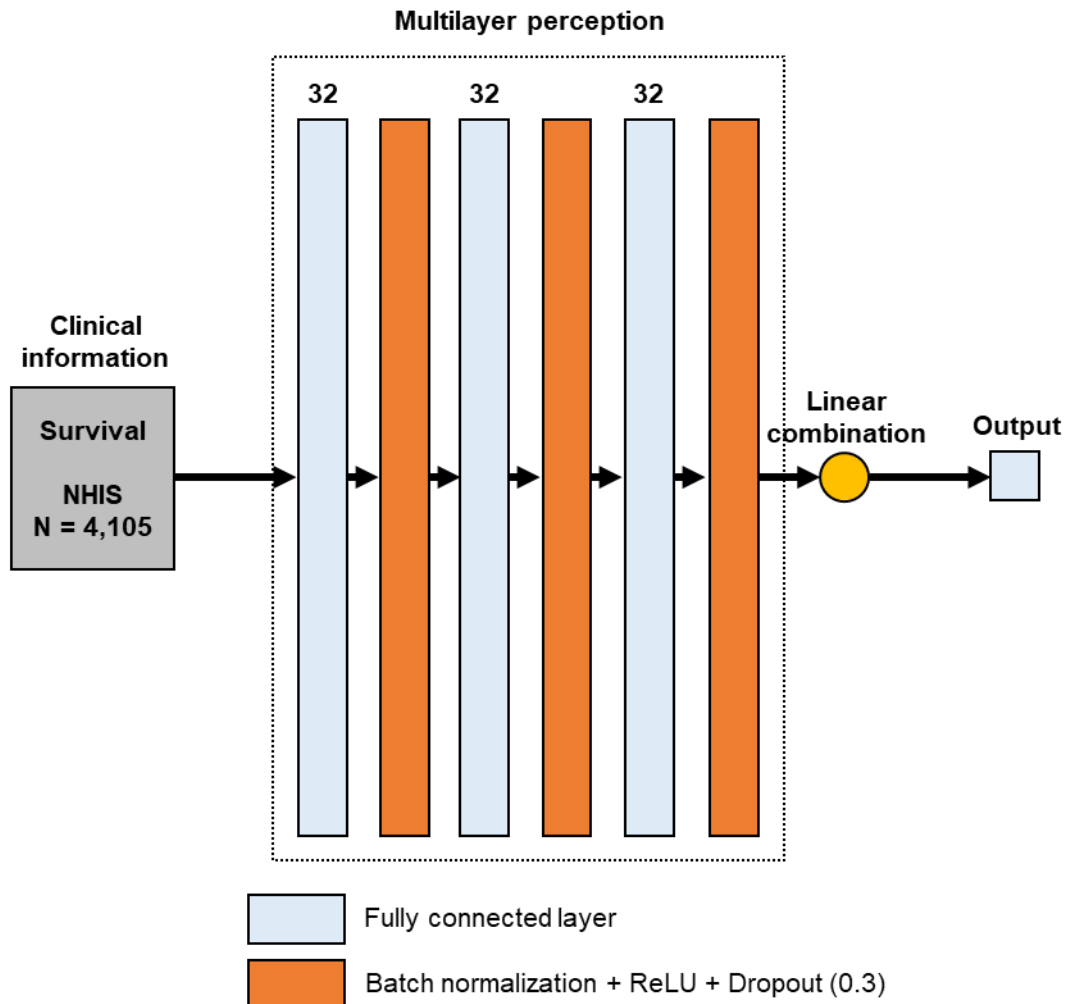 Multilayer perception
32
32
32
Clinical
information
Survival
NHIS
N = 4,105
Linear
combination
Output
Fully connected layer
Batch normalization + ReLU + Dropout (0.3)